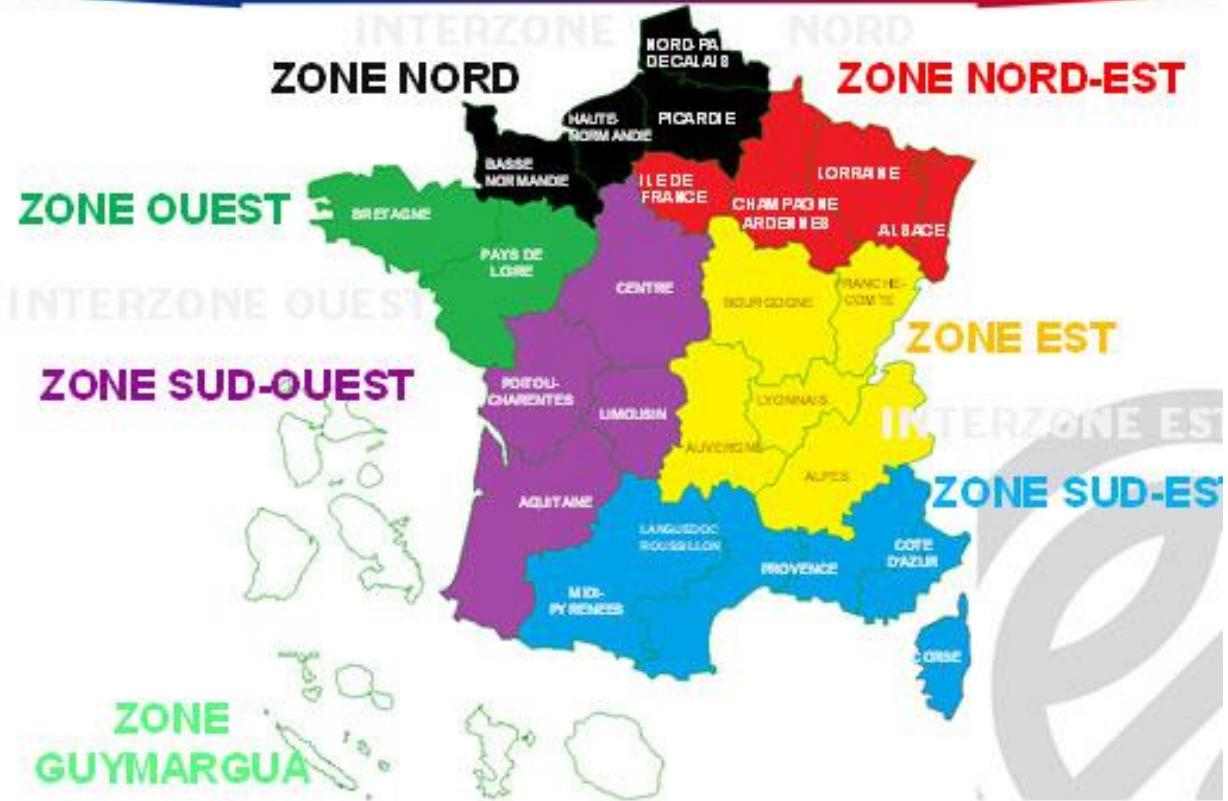 INTERZONE NORD
NORD-PA
DECALAIS
ZONE NORD
ZONE NORD-EST
HAUTE-
NORMANDIE
PICARDIE
BASSE
NORMANDIE
ILE DE
FRANCE
LORRAINE
CHAMPAGNE
ARDENNES
ALSACE
ZONE OUEST
BRETAGNE
PAYS DE
LOIRE
CENTRE
BOURGOGNE
FRANCHE-
COMTE
INTERZONE OUEST
ZONE EST
ZONE SUD-OUEST
POITOU-
CHARENTES
LIMOUSIN
LYONNAIS
INTERZONE EST
AUVERGNE
ALPES
ZONE SUD-EST
AQUITAINE
LANGUEDOC
ROUSSILLON
PROVENCE
COTE
D'AZUR
MIDI-
PYRENEES
CORSE
ZONE
GUYMARGUA